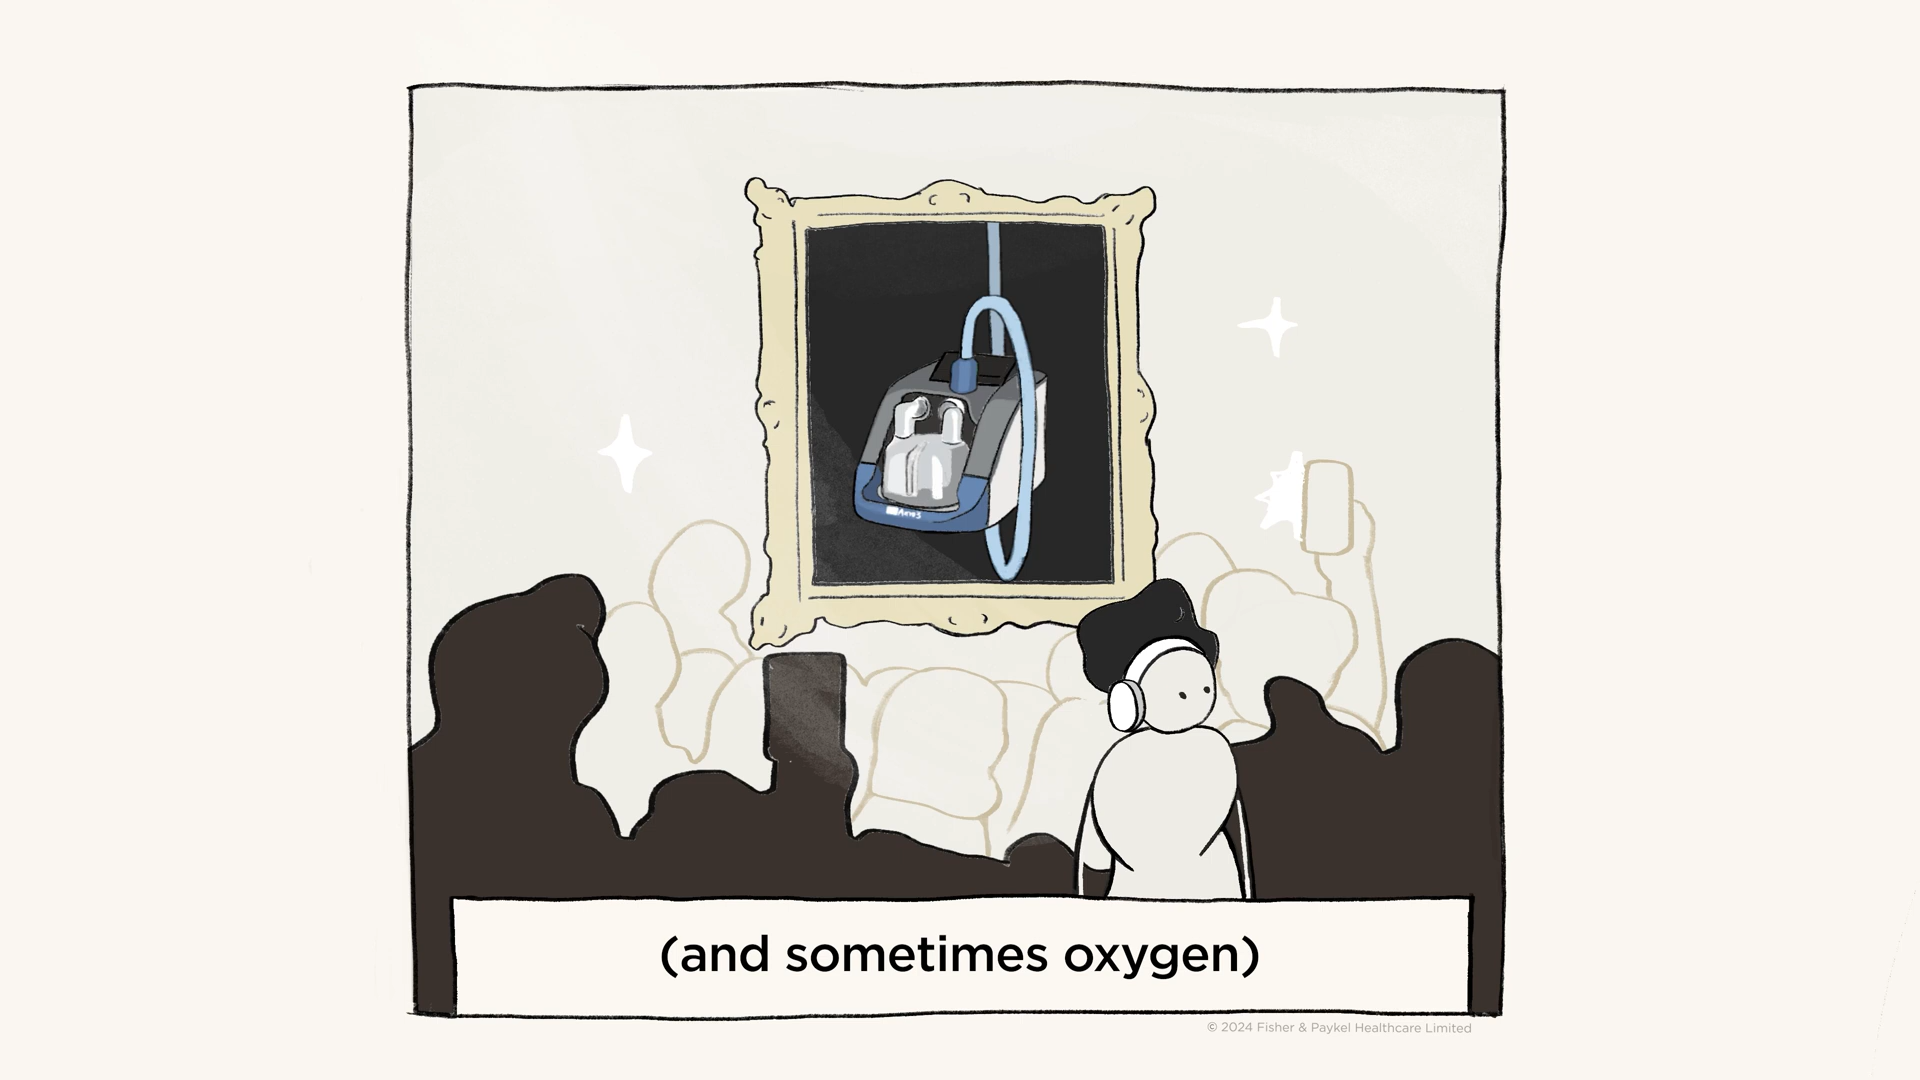 (and sometimes oxygen)
© 2024 Fisher & Paykel Healthcare Limited